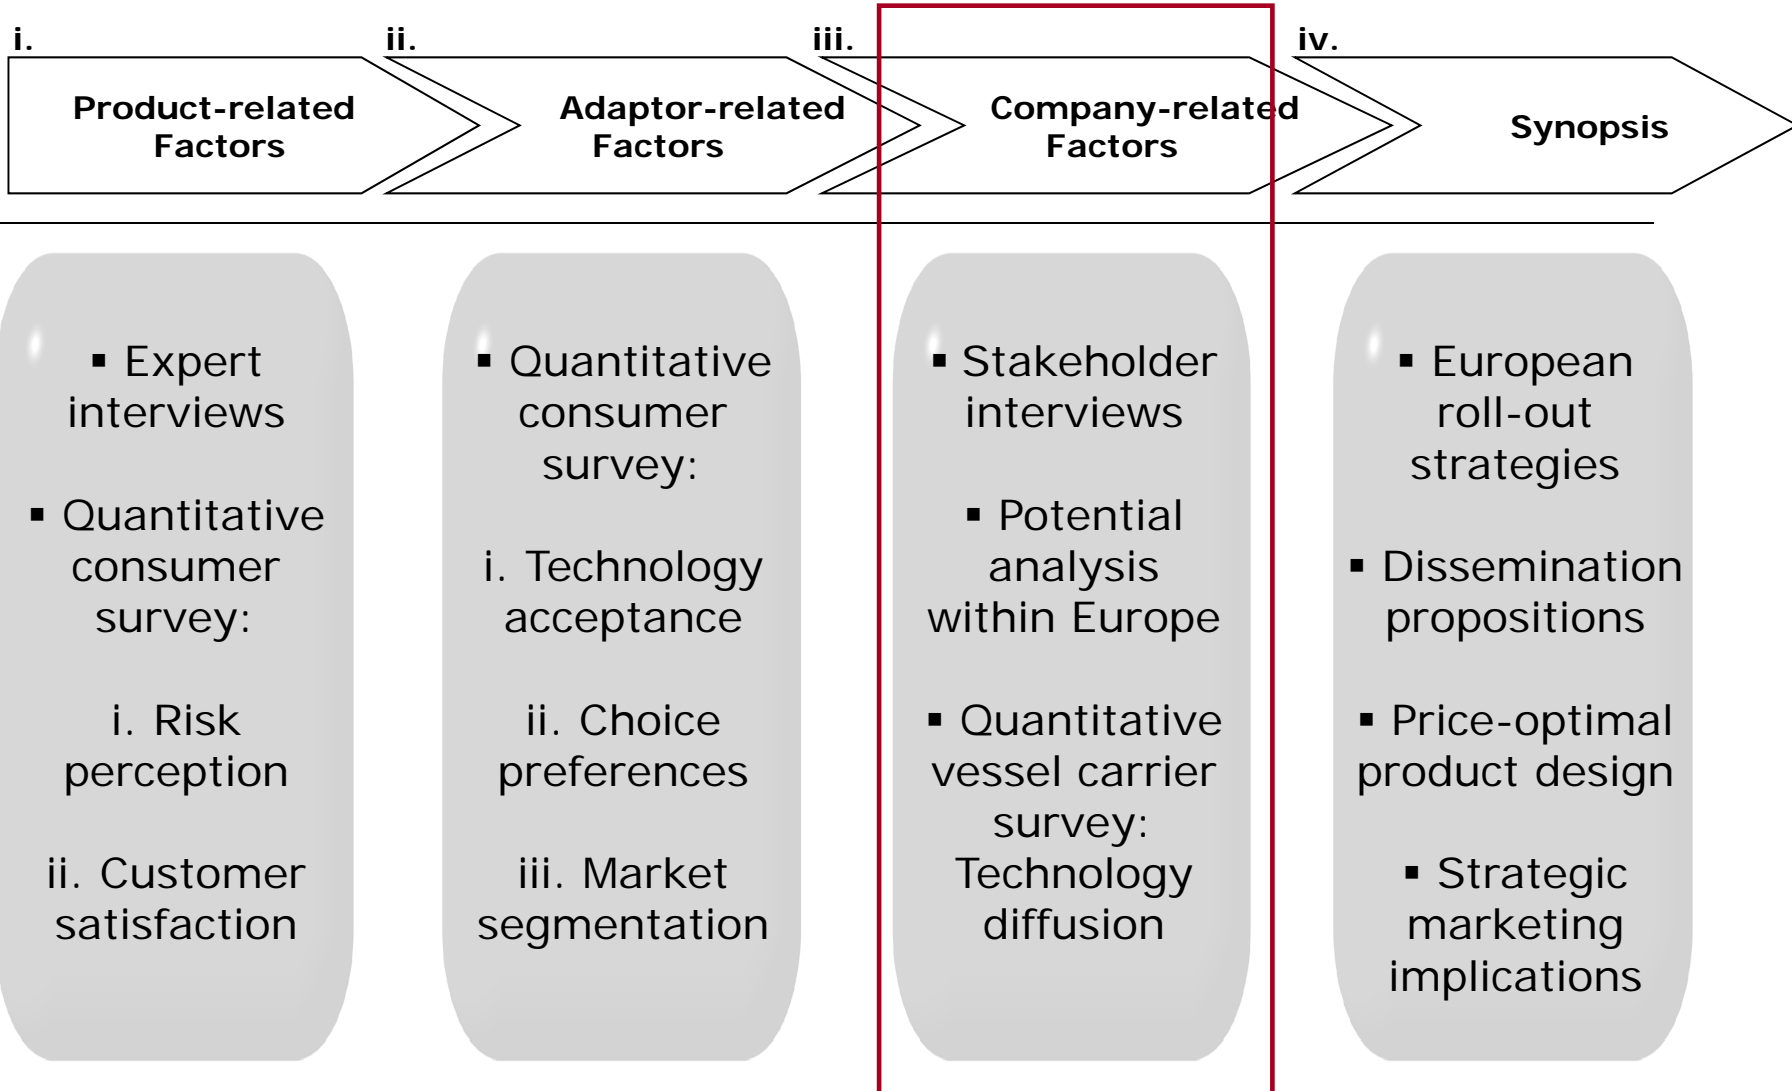 i.
Product-related
Factors
ii.
Adaptor-related
Factors
iii.
Company-related
Factors
iv.
Synopsis
▪ Expert
interviews
▪ Quantitative
consumer
survey:
i. Risk
perception
ii. Customer
satisfaction
▪ Quantitative
consumer
survey:
i. Technology
acceptance
ii. Choice
preferences
iii. Market
segmentation
▪ Stakeholder
interviews
▪ Potential
analysis
within Europe
▪ Quantitative
vessel carrier
survey:
Technology
diffusion
▪ European
roll-out
strategies
▪ Dissemination
propositions
▪ Price-optimal
product design
▪ Strategic
marketing
implications